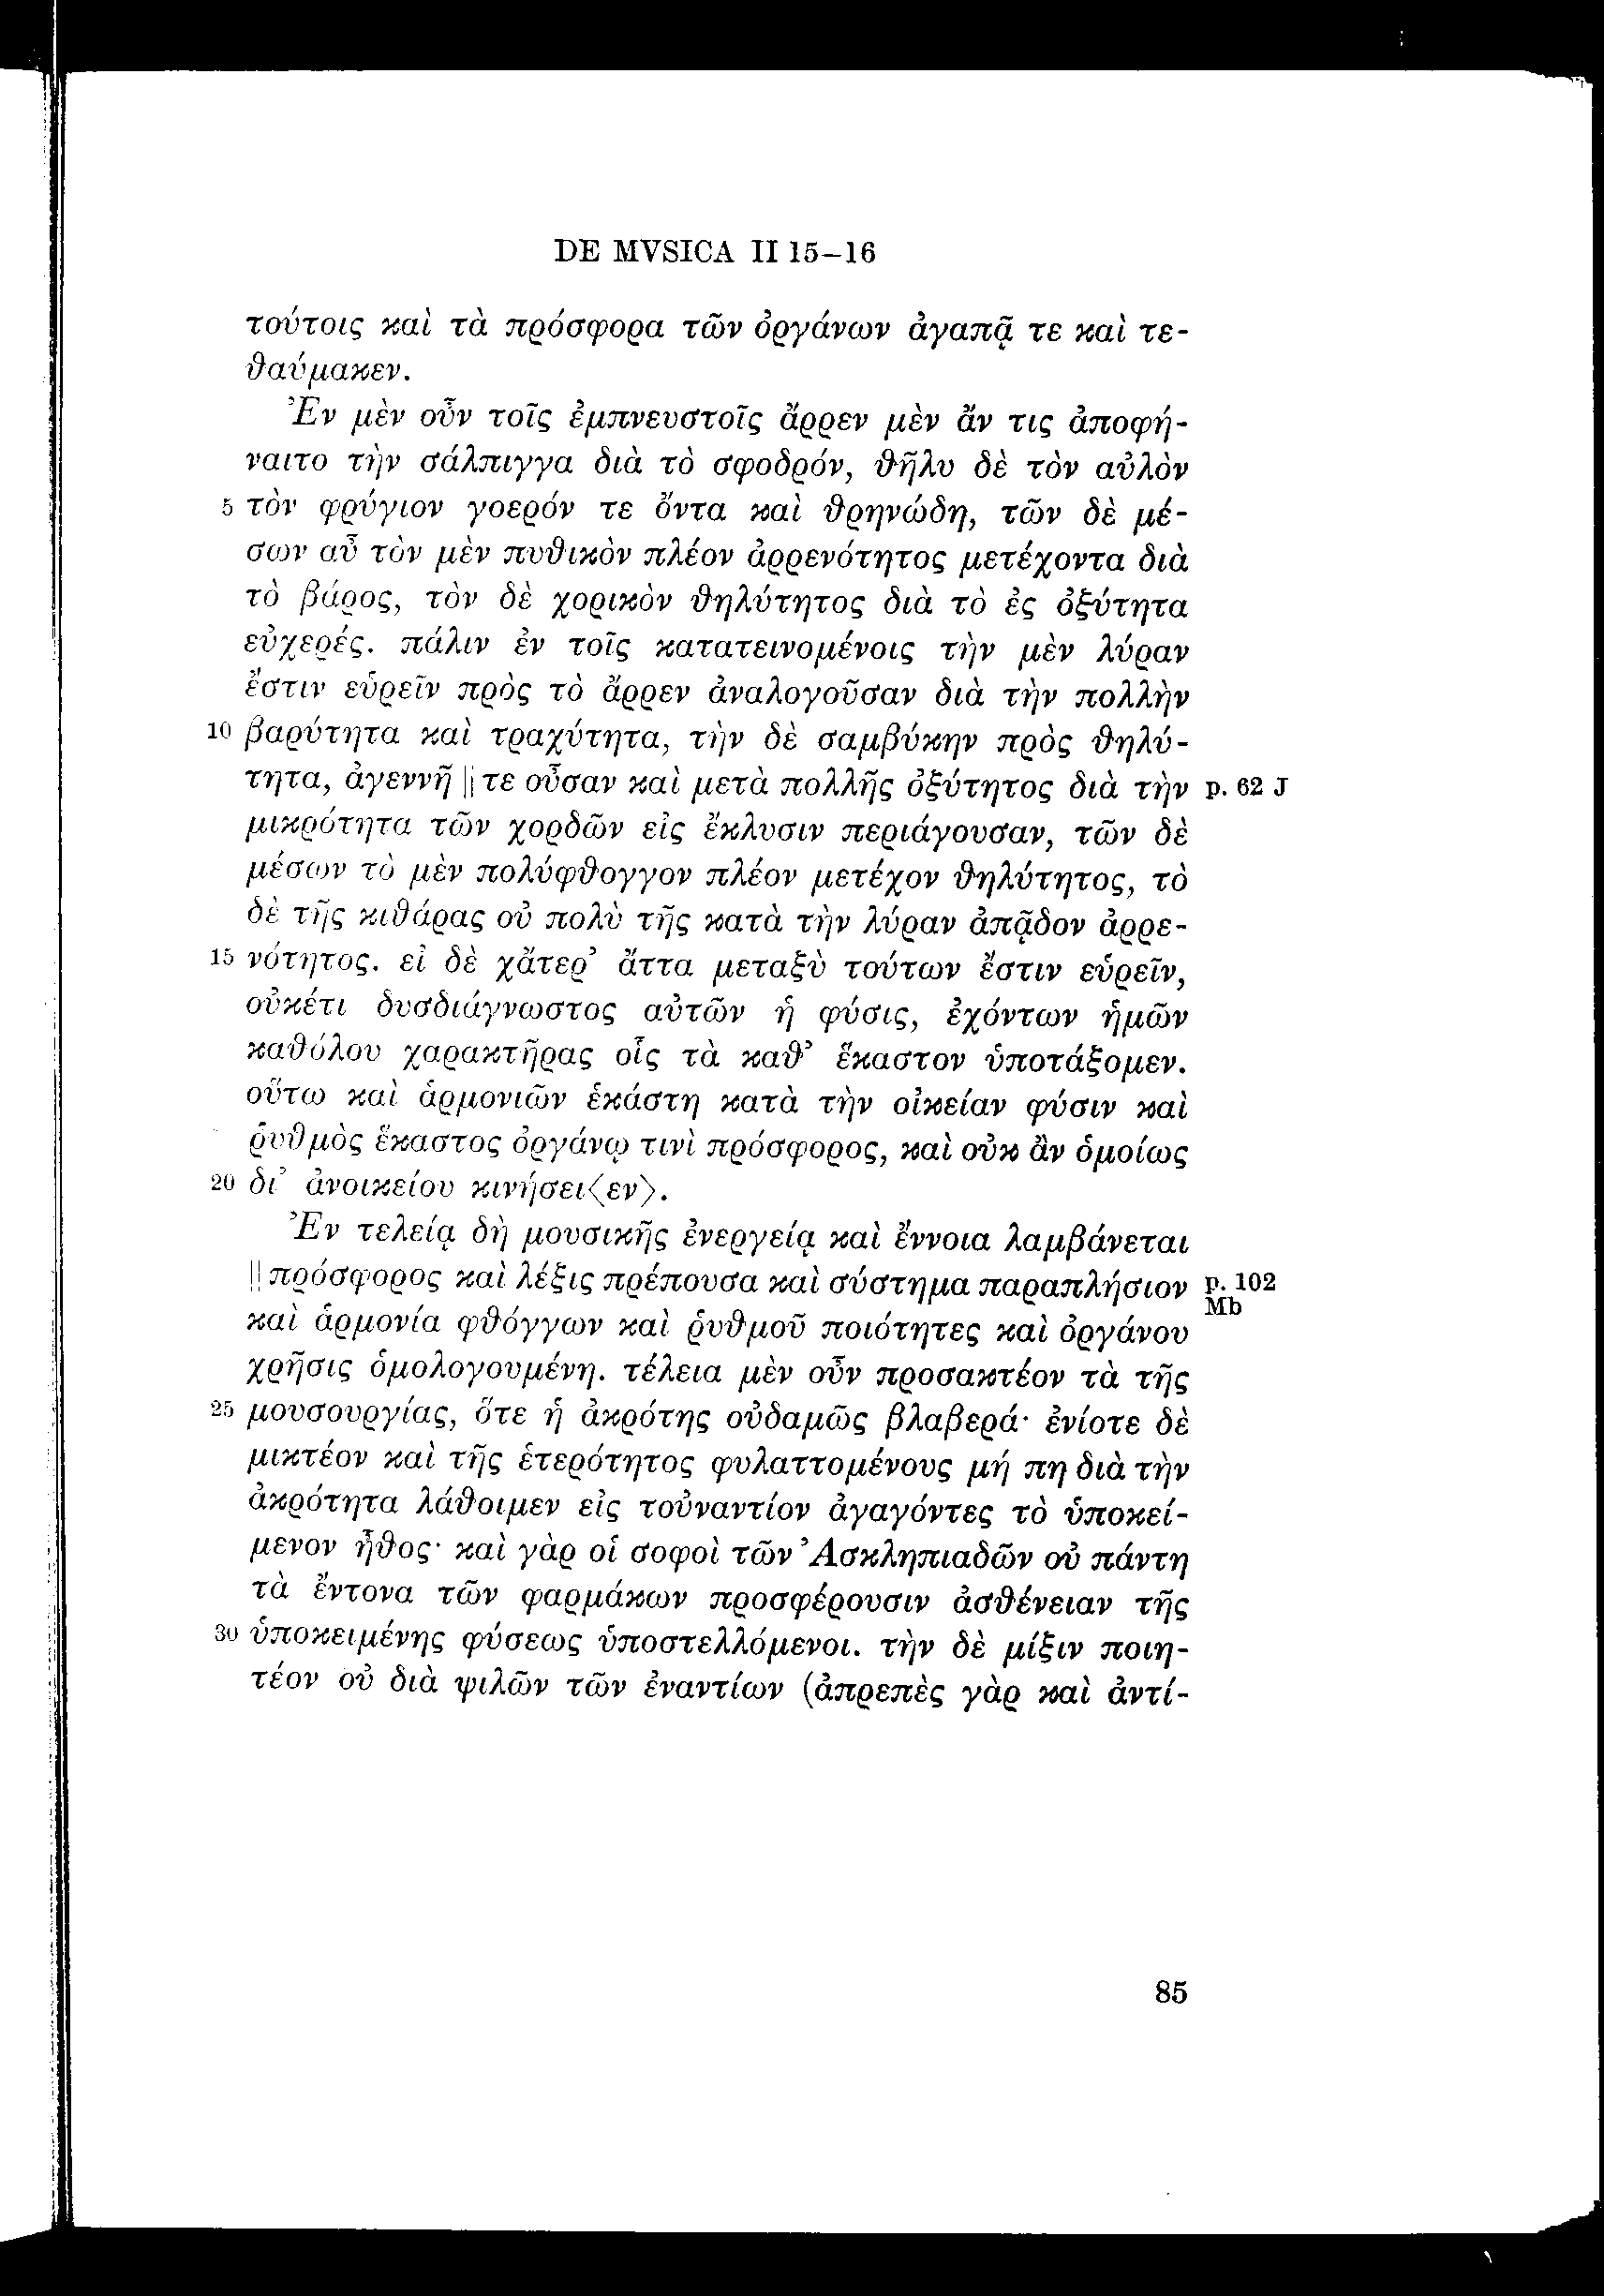 DE MVSICA II 15–16
τούτοις καὶ τὰ πρόσφορα τῶν ὀργάνων ἀγαπᾷ τε καὶ τε-
θαύμακεν.
Ἐν μὲν οὖν τοῖς ἐμπνευστοῖς ἄρρεν μὲν ἄν τις ἀποφή-
ναιτο τὴν σάλπιγγα διὰ τὸ σφοδρόν, θῆλυ δὲ τὸν αὐλὸν
5 τὸν φρύγιον γοερόν τε ὄντα καὶ θρηνώδη, τῶν δὲ μέ-
σων αὖ τὸν μὲν πυθικὸν πλέον ἀρρενότητος μετέχοντα διὰ
τὸ βάρος, τὸν δὲ χορικὸν θηλύτητος διὰ τὸ ἐς ὀξύτητα
εὐχερές. πάλιν ἐν τοῖς κατατεινομένοις τὴν μὲν λύραν
ἔστιν εὑρεῖν πρὸς τὸ ἄρρεν ἀναλογοῦσαν διὰ τὴν πολλὴν
10 βαρύτητα καὶ τραχύτητα, τὴν δὲ σαμβύκην πρὸς θηλύ-
τητα, ἀγεννῆ || τε οὖσαν καὶ μετὰ πολλῆς ὀξύτητος διὰ τὴν p. 62 J
μικρότητα τῶν χορδῶν εἰς ἔκλυσιν περιάγουσαν, τῶν δὲ
μέσων τὸ μὲν πολύφθογγον πλέον μετέχον θηλύτητος, τὸ
δὲ τῆς κιθάρας οὐ πολὺ τῆς κατὰ τὴν λύραν ἀπᾷδον ἀρρε-
15 νότητος. εἰ δὲ χἄτερ’ ἄττα μεταξὺ τούτων ἔστιν εὑρεῖν,
οὐκέτι δυσδιάγνωστος αὐτῶν ἡ φύσις, ἐχόντων ἡμῶν
καθόλου χαρακτῆρας οἷς τὰ καθ’ ἕκαστον ὑποτάξομεν.
οὕτω καὶ ἁρμονιῶν ἑκάστη κατὰ τὴν οἰκείαν φύσιν καὶ
ῥυθμὸς ἕκαστος ὀργάνῳ τινὶ πρόσφορος, καὶ οὐκ ἂν ὁμοίως
20 δι’ ἀνοικείου κινήσει⟨εν⟩.
Ἐν τελείᾳ δὴ μουσικῆς ἐνεργείᾳ καὶ ἔννοια λαμβάνεται
|| πρόσφορος καὶ λέξις πρέπουσα καὶ σύστημα παραπλήσιον p. 102
Mb
καὶ ἁρμονία φθόγγων καὶ ῥυθμοῦ ποιότητες καὶ ὀργάνου
χρῆσις ὁμολογουμένη. τέλεια μὲν οὖν προσακτέον τὰ τῆς
25 μουσουργίας, ὅτε ἡ ἀκρότης οὐδαμῶς βλαβερά· ἐνίοτε δὲ
μικτέον καὶ τῆς ἑτερότητος φυλαττομένους μή πη διὰ τὴν
ἀκρότητα λάθοιμεν εἰς τοὐναντίον ἀγαγόντες τὸ ὑποκεί-
μενον ἦθος· καὶ γὰρ οἱ σοφοὶ τῶν Ἀσκληπιαδῶν οὐ πάντη
τὰ ἔντονα τῶν φαρμάκων προσφέρουσιν ἀσθένειαν τῆς
30 ὑποκειμένης φύσεως ὑποστελλόμενοι. τὴν δὲ μίξιν ποιη-
τέον οὐ διὰ ψιλῶν τῶν ἐναντίων (ἀπρεπὲς γὰρ καὶ ἀντί-
85